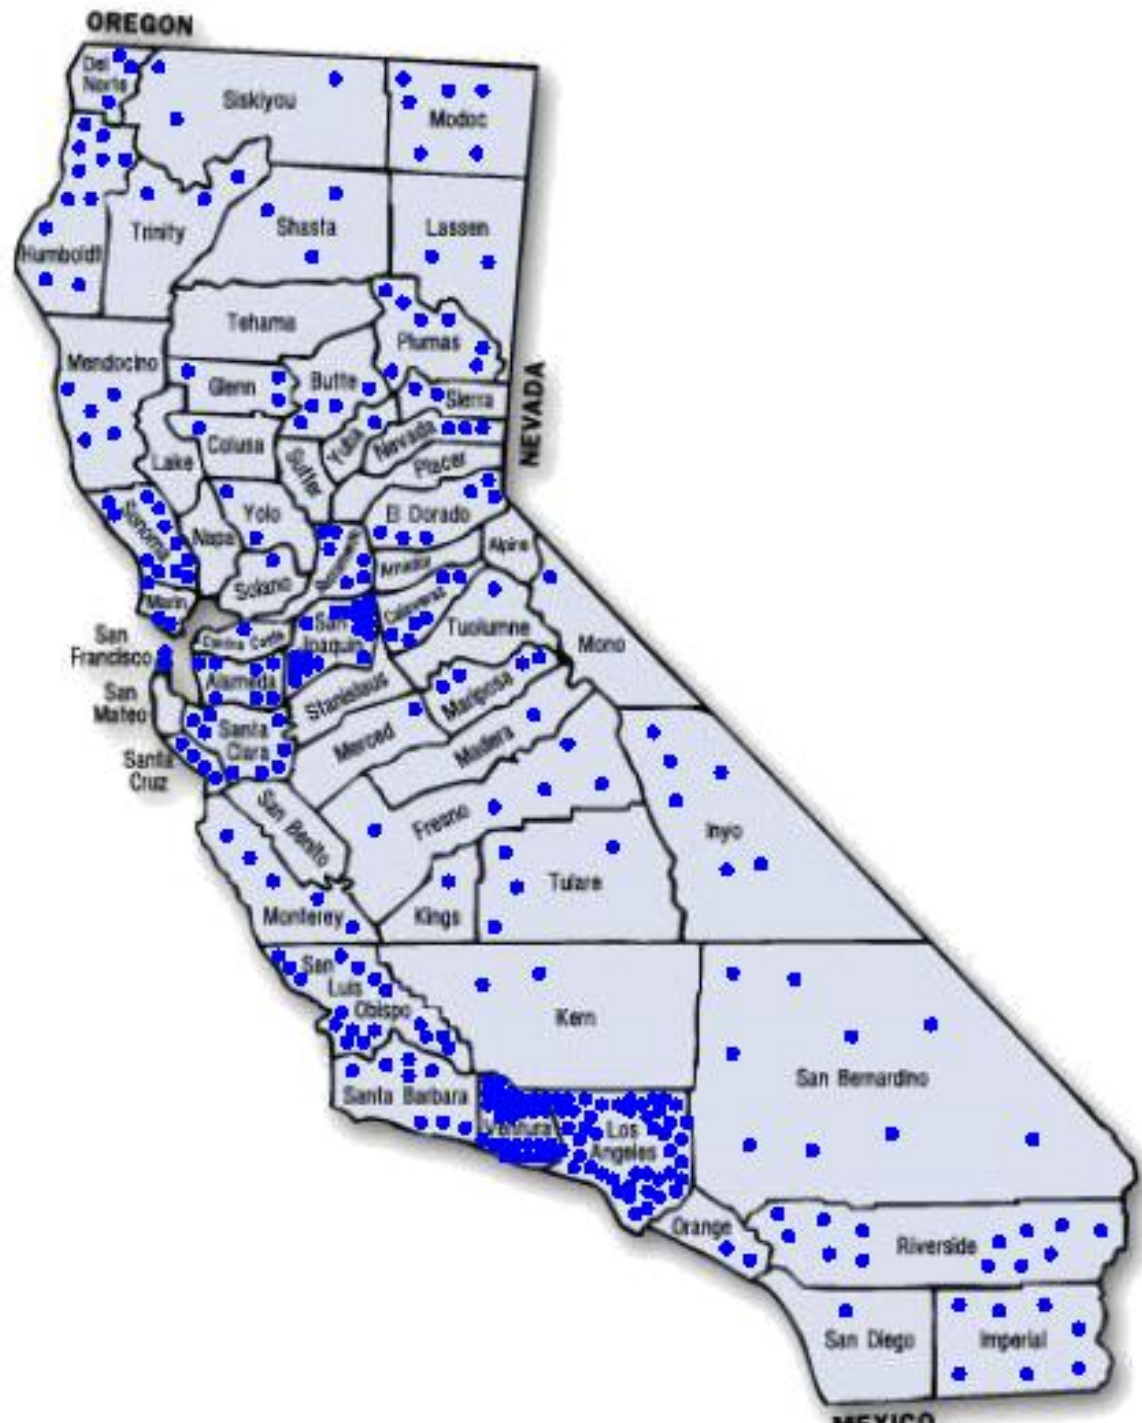 OREGON
Del
Norte
Siskiyou
Modoc
Trinity
Shasta
Lassen
Humboldt
Tehama
Plumas
Mendocino
Glenn
Butte
Sierra
NEVADA
Colusa
Yuba
Nevada
Lake
Sutter
Placer
Sonoma
Napa
Yolo
El Dorado
Alpine
Amador
Solano
Marin
Calaveras
San
Francisco
Contra Costa
San
Joaquin
Tuolumne
Mono
Alameda
Stanislaus
Mariposa
San
Mateo
Santa
Clara
Merced
Madera
Santa
Cruz
San Benito
Fresno
Inyo
Tulare
Monterey
Kings
San
Luis
Obispo
Kern
San Bernardino
Santa Barbara
Ventura
Los
Angeles
Orange
Riverside
San Diego
Imperial
MEXICO